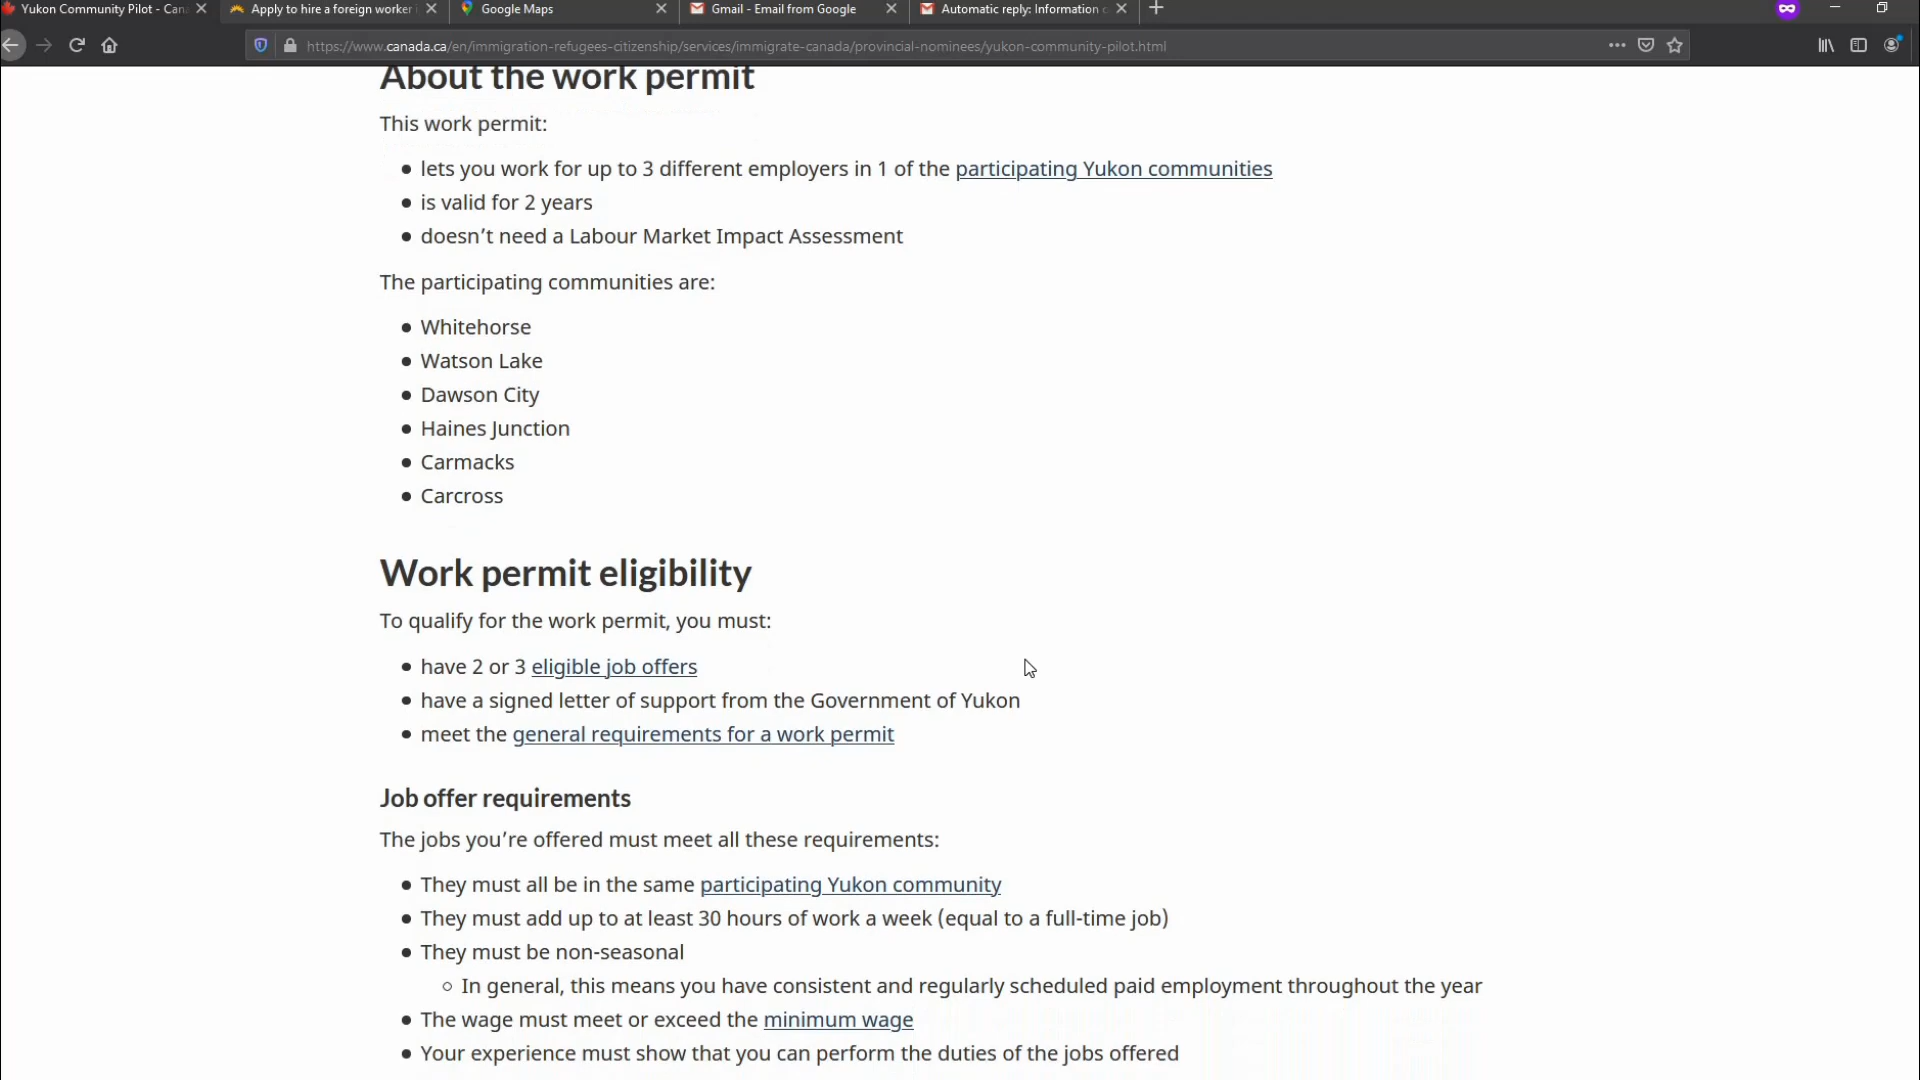 Yukon Community Pilot - Can
Apply to hire a foreign worker
Google Maps
Gmail - Email from Google
Automatic reply: Information
https://www.canada.ca/en/immigration-refugees-citizenship/services/immigrate-canada/provincial-nominees/yukon-community-pilot.html
About the work permit
This work permit:
lets you work for up to 3 different employers in 1 of the participating Yukon communities
is valid for 2 years
doesn't need a Labour Market Impact Assessment
The participating communities are:
Whitehorse
Watson Lake
Dawson City
Haines Junction
Carmacks
Carcross
Work permit eligibility
To qualify for the work permit, you must:
have 2 or 3 eligible job offers
have a signed letter of support from the Government of Yukon
meet the general requirements for a work permit
Job offer requirements
The jobs you're offered must meet all these requirements:
They must all be in the same participating Yukon community
They must add up to at least 30 hours of work a week (equal to a full-time job)
They must be non-seasonal
In general, this means you have consistent and regularly scheduled paid employment throughout the year
The wage must meet or exceed the minimum wage
Your experience must show that you can perform the duties of the jobs offered